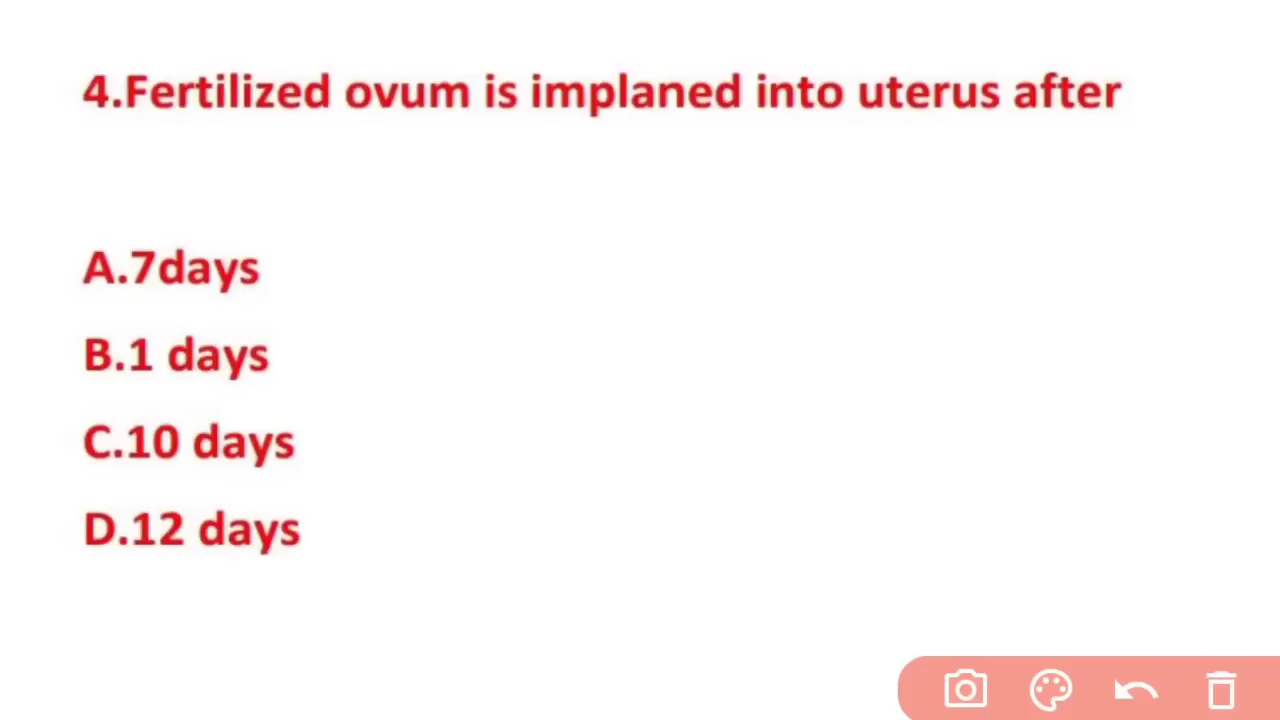 4.Fertilized ovum is implaned into uterus after
A.7days
B.1 days
C.10 days
D.12 days